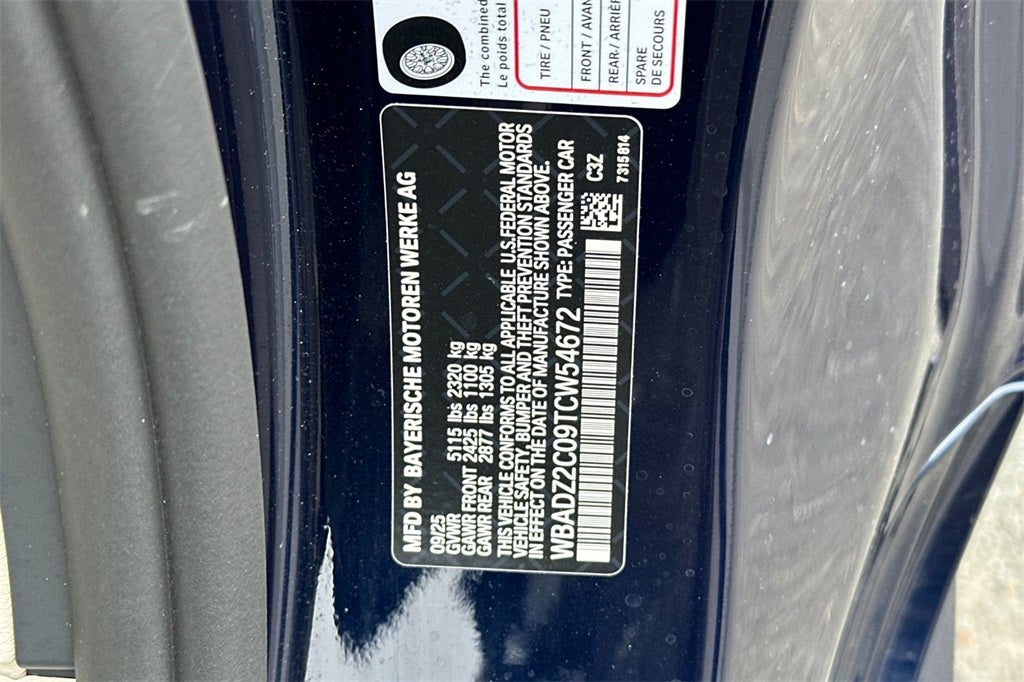 The combined
Le poids total
TIRE / PNEU
FRONT / AVAN
REAR / ARRIÈR
SPARE
DE SECOURS
MFD BY BAYERISCHE MOTOREN WERKE AG
09/25
GVWR 5115 lbs 2320 kg
GAWR FRONT 2425 lbs 1100 kg
GAWR REAR 2877 lbs 1305 kg
THIS VEHICLE CONFORMS TO ALL APPLICABLE U.S. FEDERAL MOTOR
VEHICLE SAFETY, BUMPER AND THEFT PREVENTION STANDARDS
IN EFFECT ON THE DATE OF MANUFACTURE SHOWN ABOVE.
WBADZ2C09TCW54672 TYPE: PASSENGER CAR
C3Z
7315614